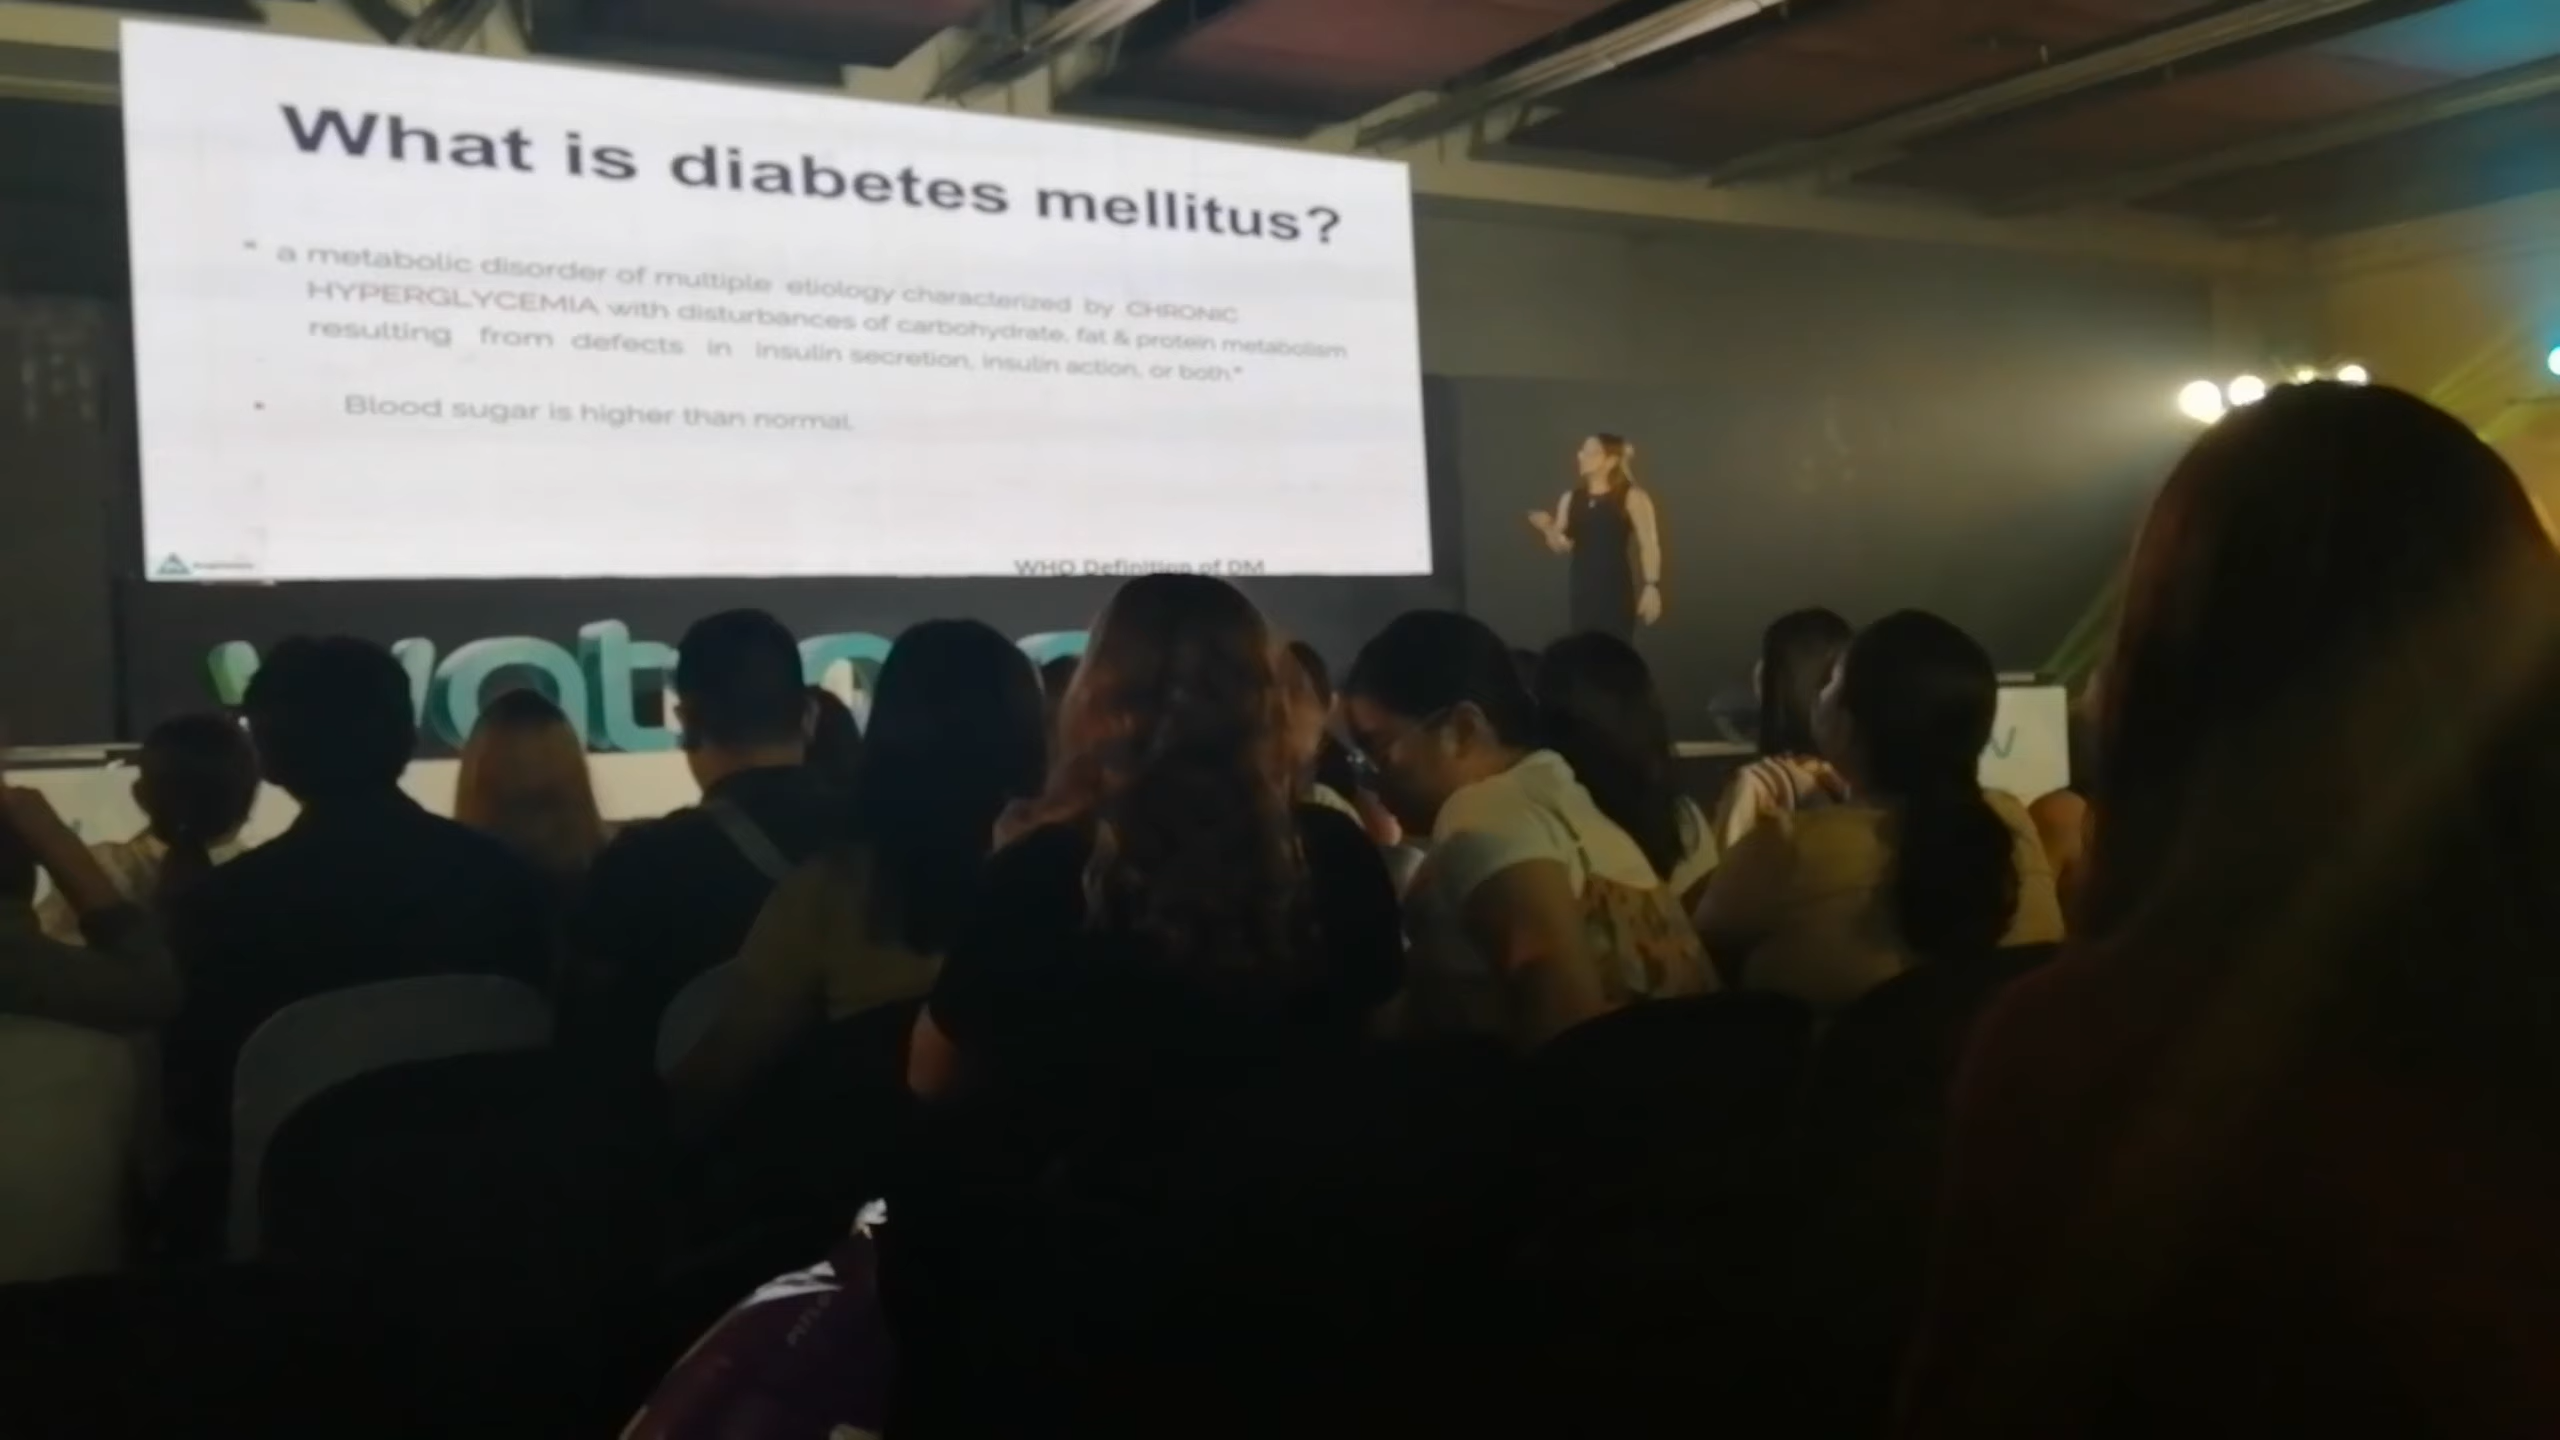 What is diabetes mellitus?
" a metabolic disorder of multiple etiology characterized by CHRONIC
HYPERGLYCEMIA with disturbances of carbohydrate, fat & protein metabolism
resulting from defects in insulin secretion, insulin action, or both."
• Blood sugar is higher than normal.
WHO Definition of DM